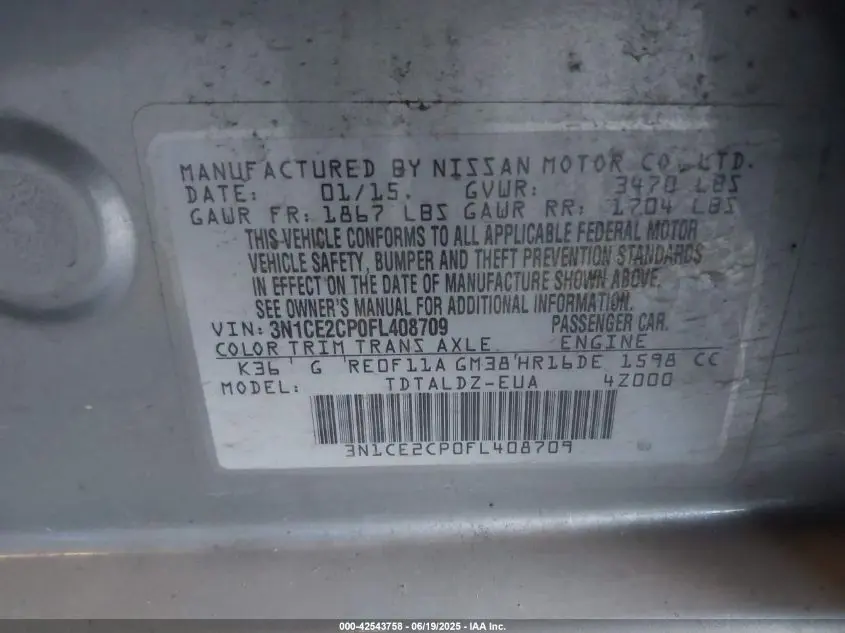 MANUFACTURED BY NISSAN MOTOR CO., LTD.
DATE: 01/15. GVWR: 3470 LBS
GAWR FR: 1867 LBS GAWR RR: 1704 LBS
THIS VEHICLE CONFORMS TO ALL APPLICABLE FEDERAL MOTOR
VEHICLE SAFETY, BUMPER AND THEFT PREVENTION STANDARDS
IN EFFECT ON THE DATE OF MANUFACTURE SHOWN ABOVE.
SEE OWNER'S MANUAL FOR ADDITIONAL INFORMATION.
VIN: 3N1CE2CP0FL408709 PASSENGER CAR.
COLOR TRIM TRANS AXLE ENGINE
K36 G RE0F11A GM38 HR16DE 1598 CC
MODEL: TDTALDZ-EUA 4Z000
3N1CE2CP0FL408709
000-42543758 - 06/19/2025 - IAA Inc.